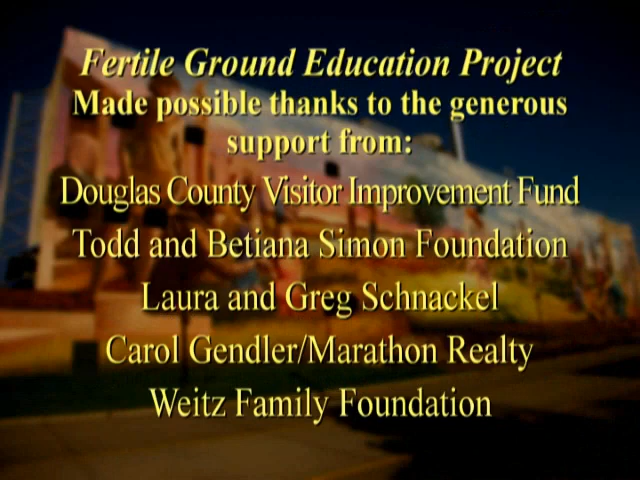 Fertile Ground Education Project
Made possible thanks to the generous
support from:
Douglas County Visitor Improvement Fund
Todd and Betiana Simon Foundation
Laura and Greg Schnackel
Carol Gendler/Marathon Realty
Weitz Family Foundation